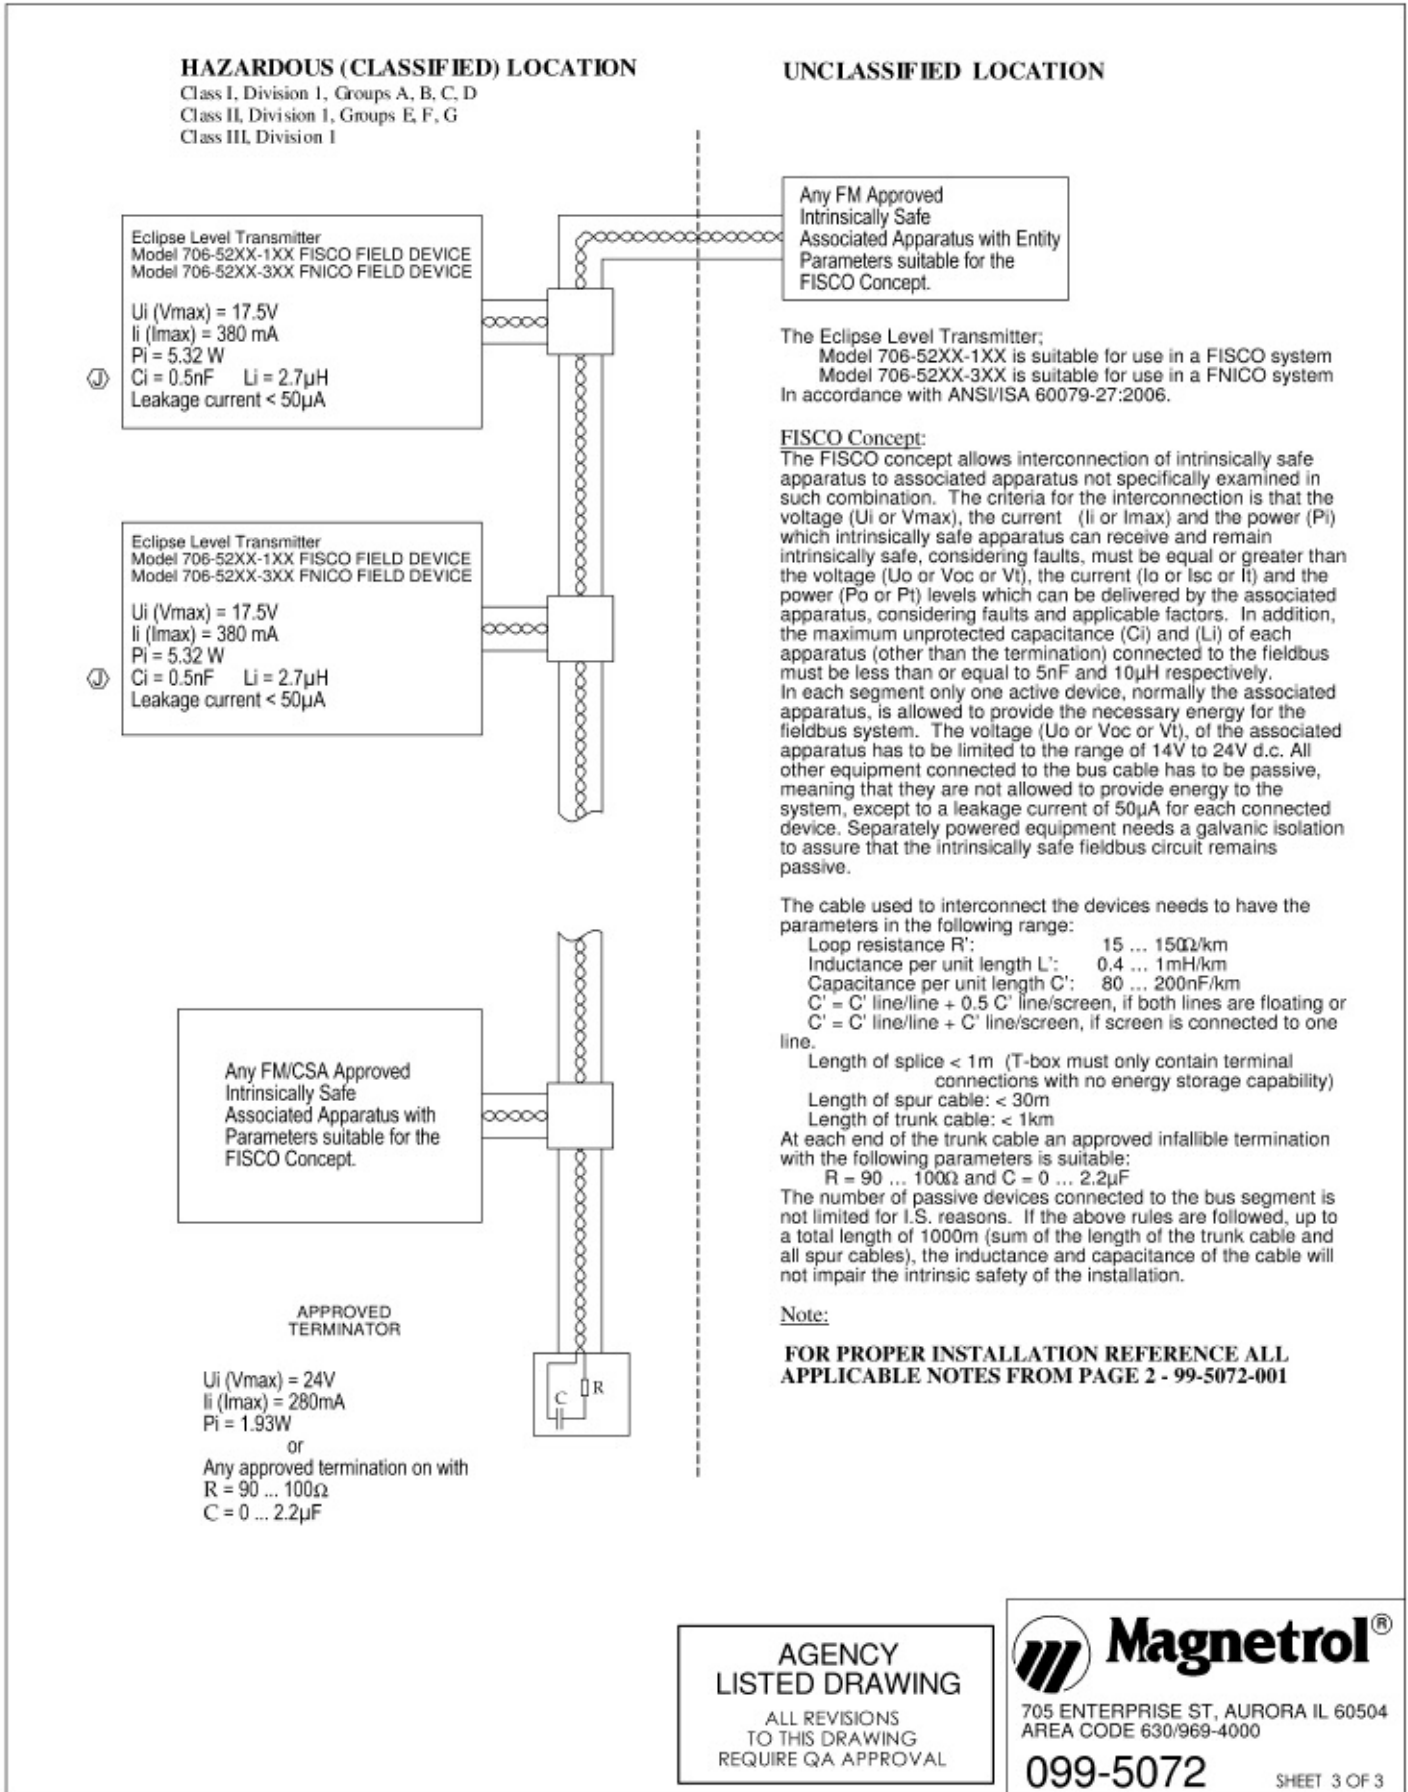 HAZARDOUS (CLASSIFIED) LOCATION
Class I, Division 1, Groups A, B, C, D
Class II, Division 1, Groups E, F, G
Class III, Division 1
UNCLASSIFIED LOCATION
Eclipse Level Transmitter
Model 706-52XX-1XX FISCO FIELD DEVICE
Model 706-52XX-3XX FNICO FIELD DEVICE
Ui (Vmax) = 17.5V
Ii (Imax) = 380 mA
Pi = 5.32 W
J Ci = 0.5nF Li = 2.7µH
Leakage current < 50µA
Any FM Approved
Intrinsically Safe
Associated Apparatus with Entity
Parameters suitable for the
FISCO Concept.
Eclipse Level Transmitter
Model 706-52XX-1XX FISCO FIELD DEVICE
Model 706-52XX-3XX FNICO FIELD DEVICE
Ui (Vmax) = 17.5V
Ii (Imax) = 380 mA
Pi = 5.32 W
J Ci = 0.5nF Li = 2.7µH
Leakage current < 50µA
Any FM/CSA Approved
Intrinsically Safe
Associated Apparatus with
Parameters suitable for the
FISCO Concept.
APPROVED
TERMINATOR
Ui (Vmax) = 24V
Ii (Imax) = 280mA
Pi = 1.93W
or
Any approved termination on with
R = 90 ... 100Ω
C = 0 ... 2.2µF
C R
The Eclipse Level Transmitter;
Model 706-52XX-1XX is suitable for use in a FISCO system
Model 706-52XX-3XX is suitable for use in a FNICO system
In accordance with ANSI/ISA 60079-27:2006.
FISCO Concept:
The FISCO concept allows interconnection of intrinsically safe
apparatus to associated apparatus not specifically examined in
such combination. The criteria for the interconnection is that the
voltage (Ui or Vmax), the current (Ii or Imax) and the power (Pi)
which intrinsically safe apparatus can receive and remain
intrinsically safe, considering faults, must be equal or greater than
the voltage (Uo or Voc or Vt), the current (Io or Isc or It) and the
power (Po or Pt) levels which can be delivered by the associated
apparatus, considering faults and applicable factors. In addition,
the maximum unprotected capacitance (Ci) and (Li) of each
apparatus (other than the termination) connected to the fieldbus
must be less than or equal to 5nF and 10µH respectively.
In each segment only one active device, normally the associated
apparatus, is allowed to provide the necessary energy for the
fieldbus system. The voltage (Uo or Voc or Vt), of the associated
apparatus has to be limited to the range of 14V to 24V d.c. All
other equipment connected to the bus cable has to be passive,
meaning that they are not allowed to provide energy to the
system, except to a leakage current of 50µA for each connected
device. Separately powered equipment needs a galvanic isolation
to assure that the intrinsically safe fieldbus circuit remains
passive.
The cable used to interconnect the devices needs to have the
parameters in the following range:
Loop resistance R': 15 ... 150Ω/km
Inductance per unit length L': 0.4 ... 1mH/km
Capacitance per unit length C': 80 ... 200nF/km
C' = C' line/line + 0.5 C' line/screen, if both lines are floating or
C' = C' line/line + C' line/screen, if screen is connected to one
line.
Length of splice < 1m (T-box must only contain terminal
connections with no energy storage capability)
Length of spur cable: < 30m
Length of trunk cable: < 1km
At each end of the trunk cable an approved infallible termination
with the following parameters is suitable:
R = 90 ... 100Ω and C = 0 ... 2.2µF
The number of passive devices connected to the bus segment is
not limited for I.S. reasons. If the above rules are followed, up to
a total length of 1000m (sum of the length of the trunk cable and
all spur cables), the inductance and capacitance of the cable will
not impair the intrinsic safety of the installation.
Note:
FOR PROPER INSTALLATION REFERENCE ALL
APPLICABLE NOTES FROM PAGE 2 - 99-5072-001
AGENCY
LISTED DRAWING
ALL REVISIONS
TO THIS DRAWING
REQUIRE QA APPROVAL
Magnetrol®
705 ENTERPRISE ST, AURORA IL 60504
AREA CODE 630/969-4000
099-5072 SHEET 3 OF 3